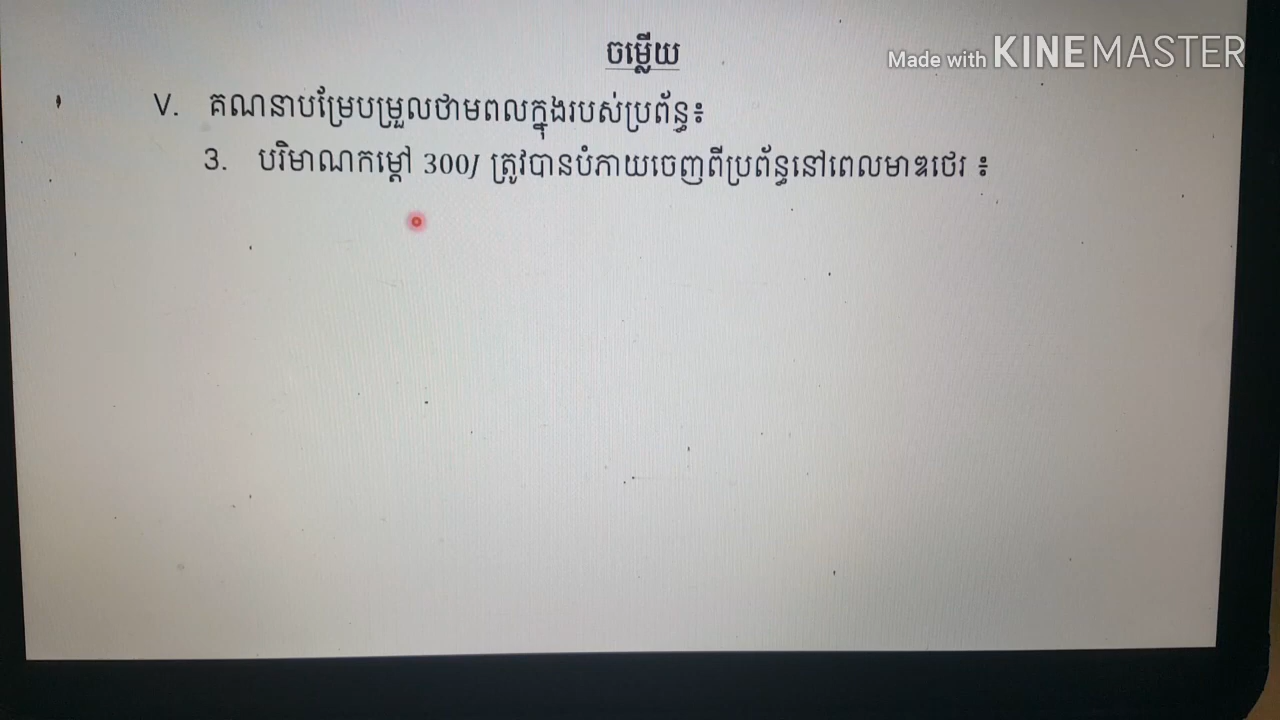 ចម្លើយ
Made with KINEMASTER
V. គណនាបម្រែបម្រួលថាមពលក្នុងរបស់ប្រព័ន្ធ៖
3. បរិមាណកម្ដៅ 300J ត្រូវបានបំភាយចេញពីប្រព័ន្ធនៅពេលមាឌថេរ ៖